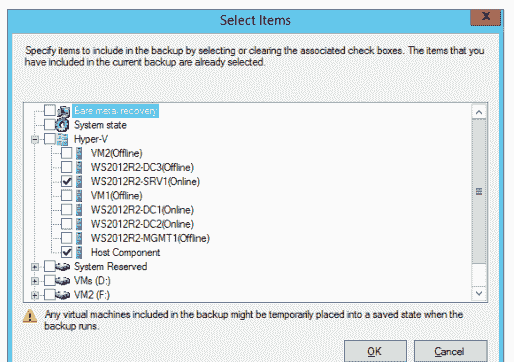 Select Items
x
Specify items to include in the backup by selecting or clearing the associated check boxes. The items that you
have included in the current backup are already selected.
Bare metal recovery
System state
Hyper-V
VM2(Offline)
WS2012R2-DC3(Offline)
WS2012R2-SRV1(Online)
VM1(Offline)
WS2012R2-DC1(Online)
WS2012R2-DC2(Online)
WS2012R2-MGMT1(Offline)
Host Component
System Reserved
VMs (D:)
VM2 (F:)
Any virtual machines included in the backup might be temporarily placed into a saved state when the
backup runs.
OK Cancel